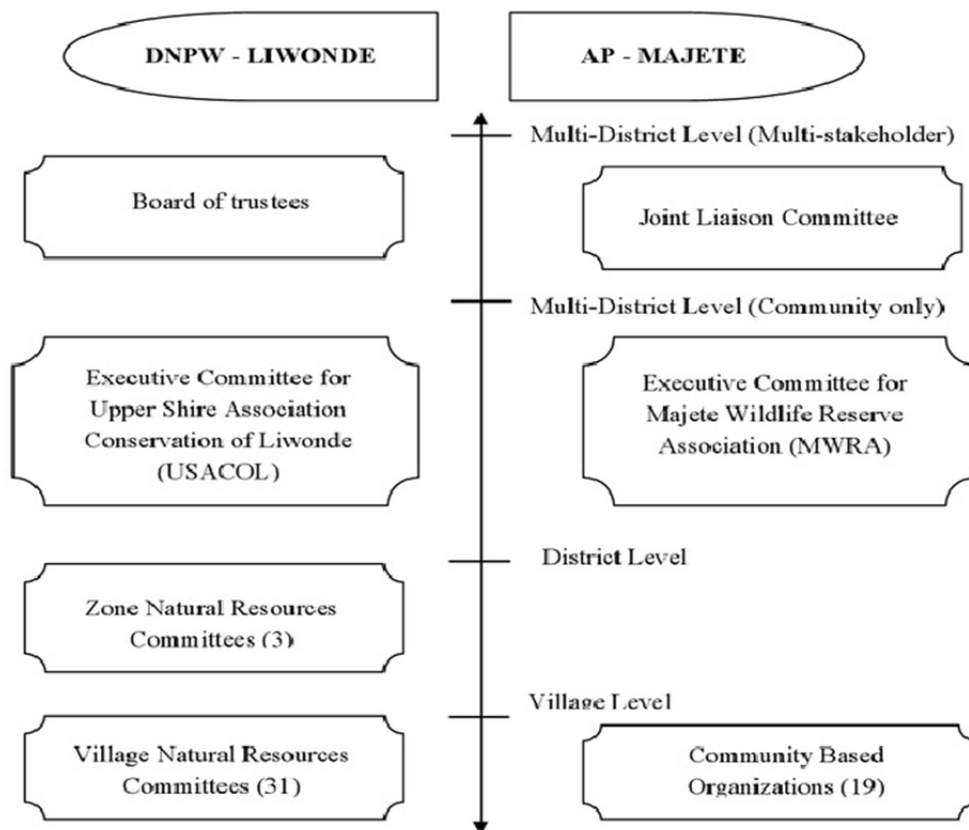 DNPW - LIWONDE
AP - MAJETE
Multi-District Level (Multi-stakeholder)
Board of trustees
Joint Liaison Committee
Multi-District Level (Community only)
Executive Committee for
Upper Shire Association
Conservation of Liwonde
(USACOL)
Executive Committee for
Majete Wildlife Reserve
Association (MWRA)
District Level
Zone Natural Resources
Committees (3)
Village Level
Village Natural Resources
Committees (31)
Community Based
Organizations (19)